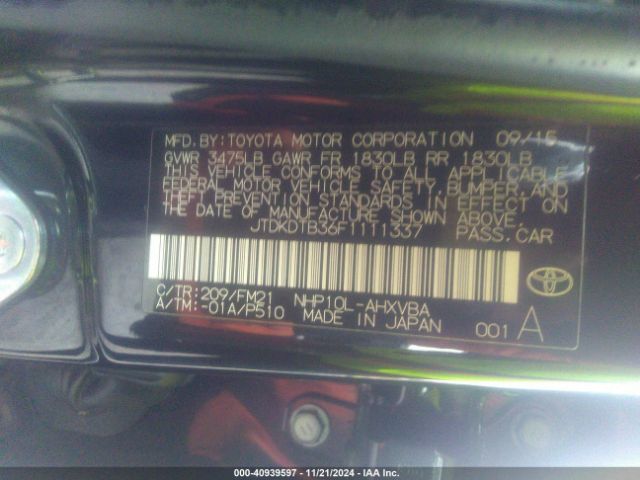 MFD.BY:TOYOTA MOTOR CORPORATION 09/15
GVWR 3475LB GAWR FR 1830LB RR 1830LB
THIS VEHICLE CONFORMS TO ALL APPLICABLE
FEDERAL MOTOR VEHICLE SAFETY,BUMPER,AND
THEFT PREVENTION STANDARDS IN EFFECT ON
THE DATE OF MANUFACTURE SHOWN ABOVE.
JTDKDTB36F1111337 PASS.CAR
C/TR:209/FM21 NHP10L-AHXVBA
A/TM:-01A/P510 MADE IN JAPAN 001 A
000-40939597 - 11/21/2024 - IAA Inc.